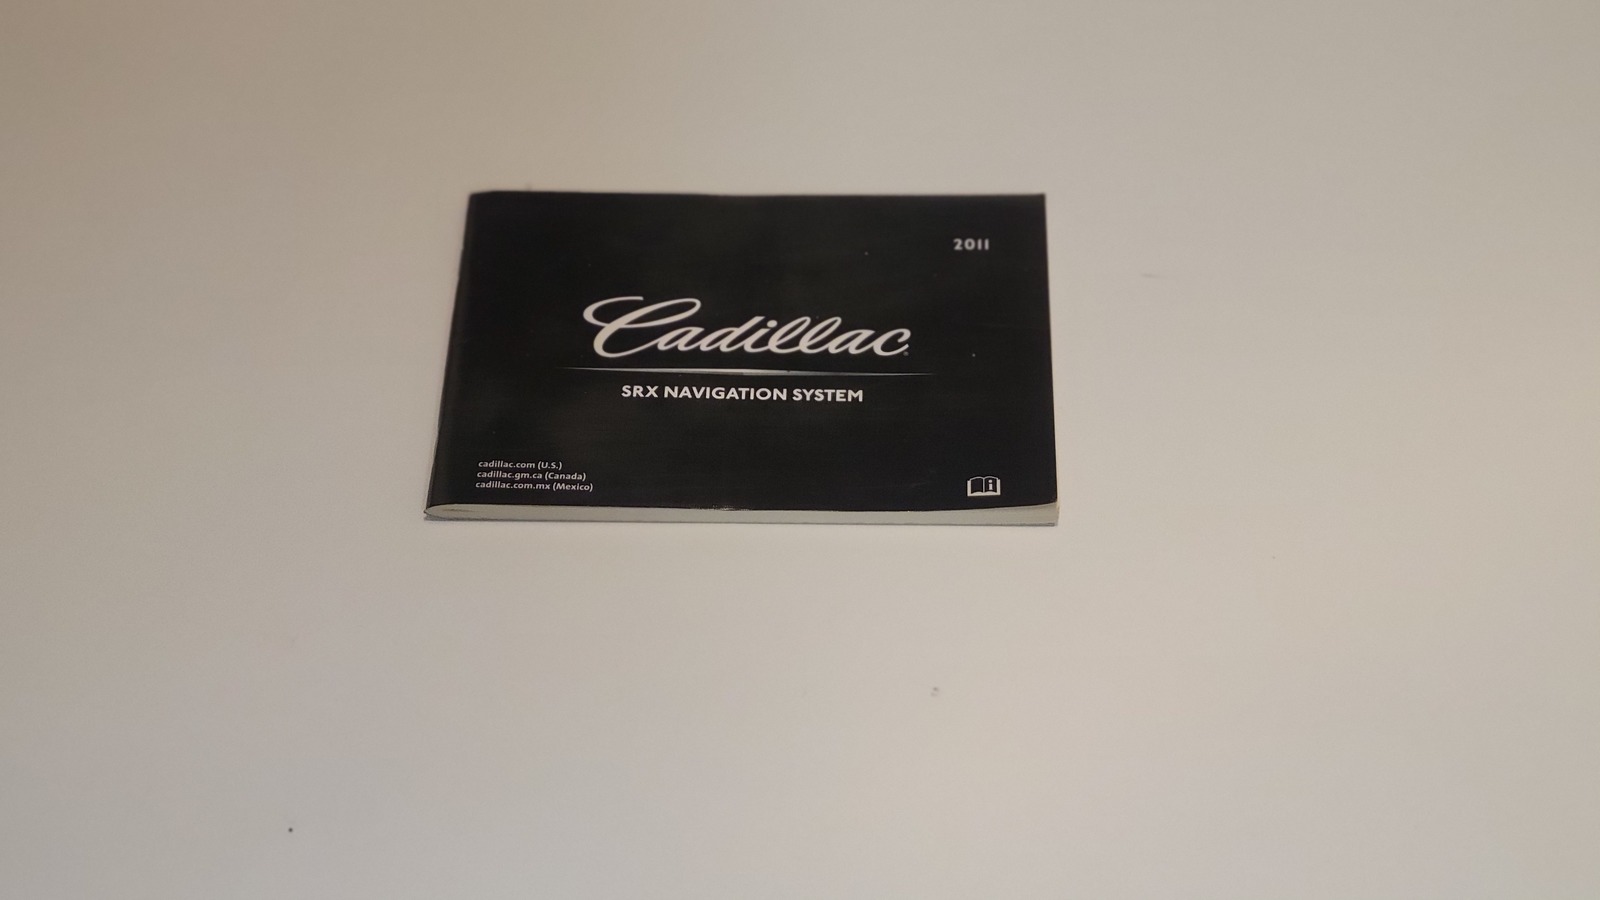 2011
Cadillac
SRX NAVIGATION SYSTEM
cadillac.com (U.S.)
cadillac.gm.ca (Canada)
cadillac.com.mx (Mexico)